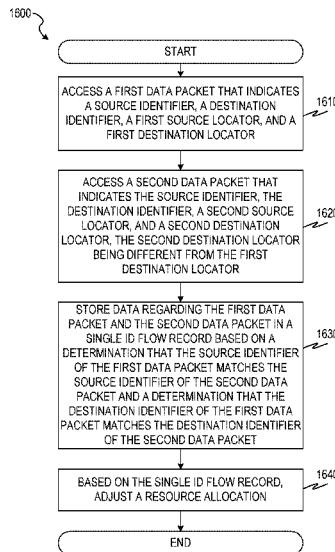 1600
START
ACCESS A FIRST DATA PACKET THAT INDICATES
A SOURCE IDENTIFIER, A DESTINATION
IDENTIFIER, A FIRST SOURCE LOCATOR, AND A
FIRST DESTINATION LOCATOR
1610
ACCESS A SECOND DATA PACKET THAT
INDICATES THE SOURCE IDENTIFIER, THE
DESTINATION IDENTIFIER, A SECOND SOURCE
LOCATOR, AND A SECOND DESTINATION
LOCATOR, THE SECOND DESTINATION LOCATOR
BEING DIFFERENT FROM THE FIRST
DESTINATION LOCATOR
1620
STORE DATA REGARDING THE FIRST DATA
PACKET AND THE SECOND DATA PACKET IN A
SINGLE ID FLOW RECORD BASED ON A
DETERMINATION THAT THE SOURCE IDENTIFIER
OF THE FIRST DATA PACKET MATCHES THE
SOURCE IDENTIFIER OF THE SECOND DATA
PACKET AND A DETERMINATION THAT THE
DESTINATION IDENTIFIER OF THE FIRST DATA
PACKET MATCHES THE DESTINATION IDENTIFIER
OF THE SECOND DATA PACKET
1630
BASED ON THE SINGLE ID FLOW RECORD,
ADJUST A RESOURCE ALLOCATION
1640
END